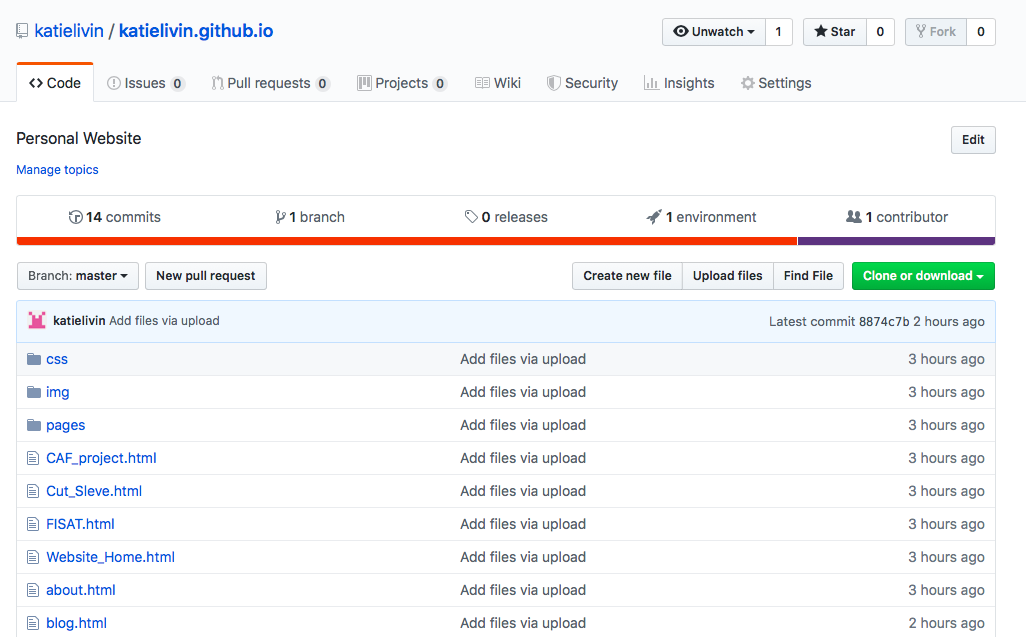 katielivin / katielivin.github.io Unwatch 1 Star 0 Fork 0
Code Issues 0 Pull requests 0 Projects 0 Wiki Security Insights Settings
Personal Website Edit
Manage topics
14 commits 1 branch 0 releases 1 environment 1 contributor
Branch: master New pull request Create new file Upload files Find File Clone or download
katielivin Add files via upload Latest commit 8874c7b 2 hours ago
css Add files via upload 3 hours ago
img Add files via upload 3 hours ago
pages Add files via upload 3 hours ago
CAF_project.html Add files via upload 3 hours ago
Cut_Sleve.html Add files via upload 3 hours ago
FISAT.html Add files via upload 3 hours ago
Website_Home.html Add files via upload 3 hours ago
about.html Add files via upload 3 hours ago
blog.html Add files via upload 2 hours ago